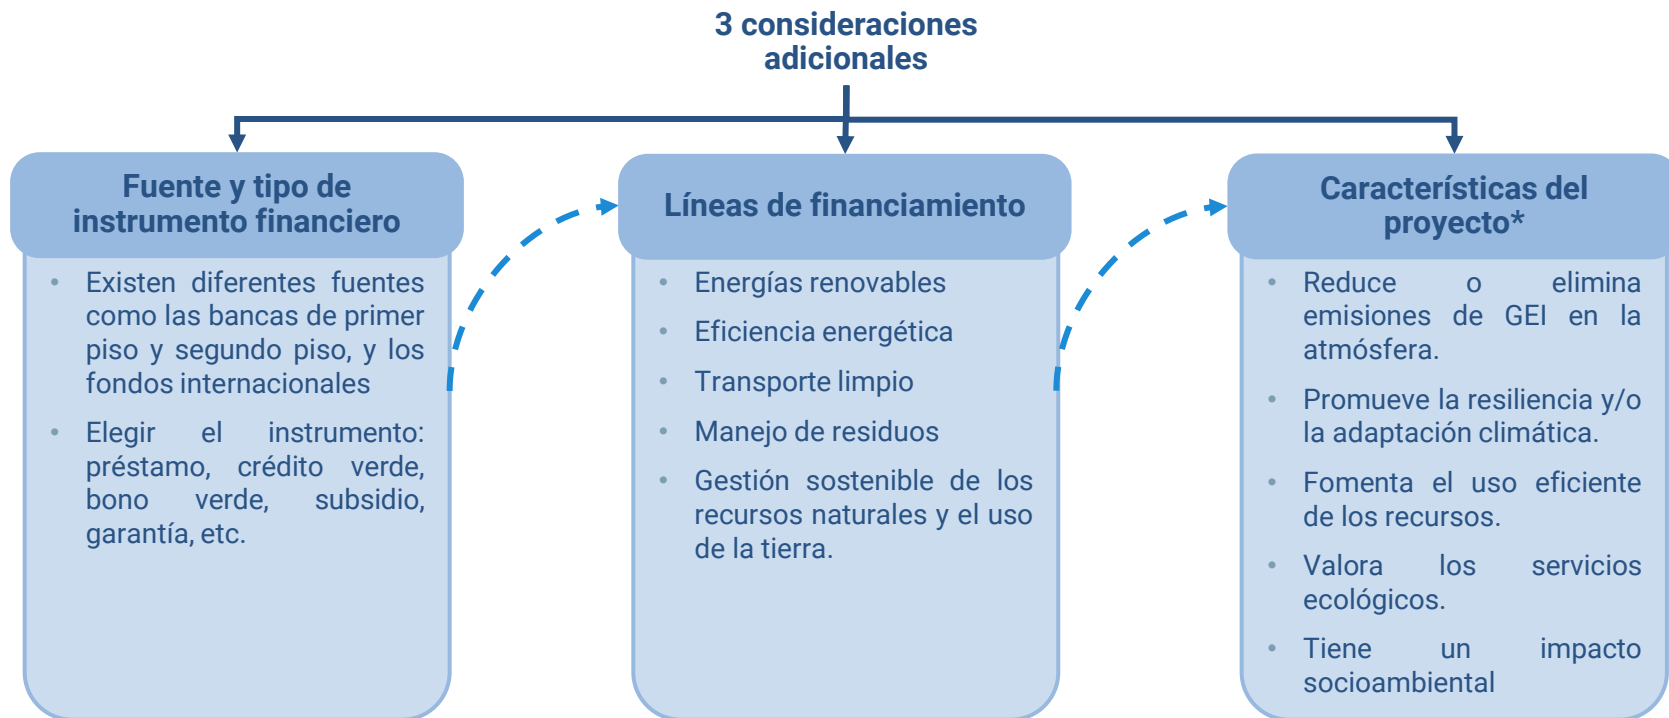 3 consideraciones
adicionales
Fuente y tipo de
instrumento financiero
• Existen diferentes fuentes
como las bancas de primer
piso y segundo piso, y los
fondos internacionales
• Elegir el instrumento:
préstamo, crédito verde,
bono verde, subsidio,
garantía, etc.
Líneas de financiamiento
• Energías renovables
• Eficiencia energética
• Transporte limpio
• Manejo de residuos
• Gestión sostenible de los
recursos naturales y el uso
de la tierra.
Características del
proyecto*
• Reduce o elimina
emisiones de GEI en la
atmósfera.
• Promueve la resiliencia y/o
la adaptación climática.
• Fomenta el uso eficiente
de los recursos.
• Valora los servicios
ecológicos.
• Tiene un impacto
socioambiental